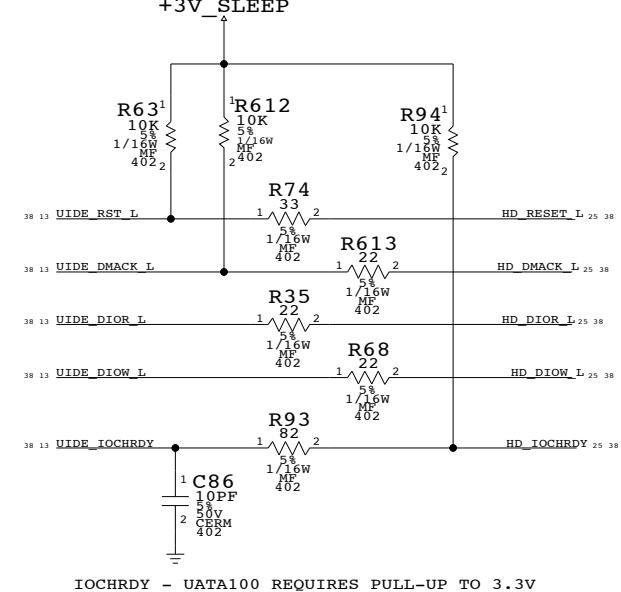 +3V_SLEEP
R63 1
10K
5%
1/16W
MF
402 2
1 R612
10K
5%
1/16W
MF
2 402
R94 1
10K
5%
1/16W
MF
402 2
38 13 UIDE_RST_L
R74
1 33 2
5%
1/16W
MF
402
HD_RESET_L 25 38
38 13 UIDE_DMACK_L
R613
1 22 2
5%
1/16W
MF
402
HD_DMACK_L 25 38
38 13 UIDE_DIOR_L
R35
1 22 2
5%
1/16W
MF
402
HD_DIOR_L 25 38
38 13 UIDE_DIOW_L
R68
1 22 2
5%
1/16W
MF
402
HD_DIOW_L 25 38
38 13 UIDE_IOCHRDY
R93
1 82 2
5%
1/16W
MF
402
HD_IOCHRDY 25 38
1 C86
10PF
5%
50V
2 CERM
402
IOCHRDY - UATA100 REQUIRES PULL-UP TO 3.3V